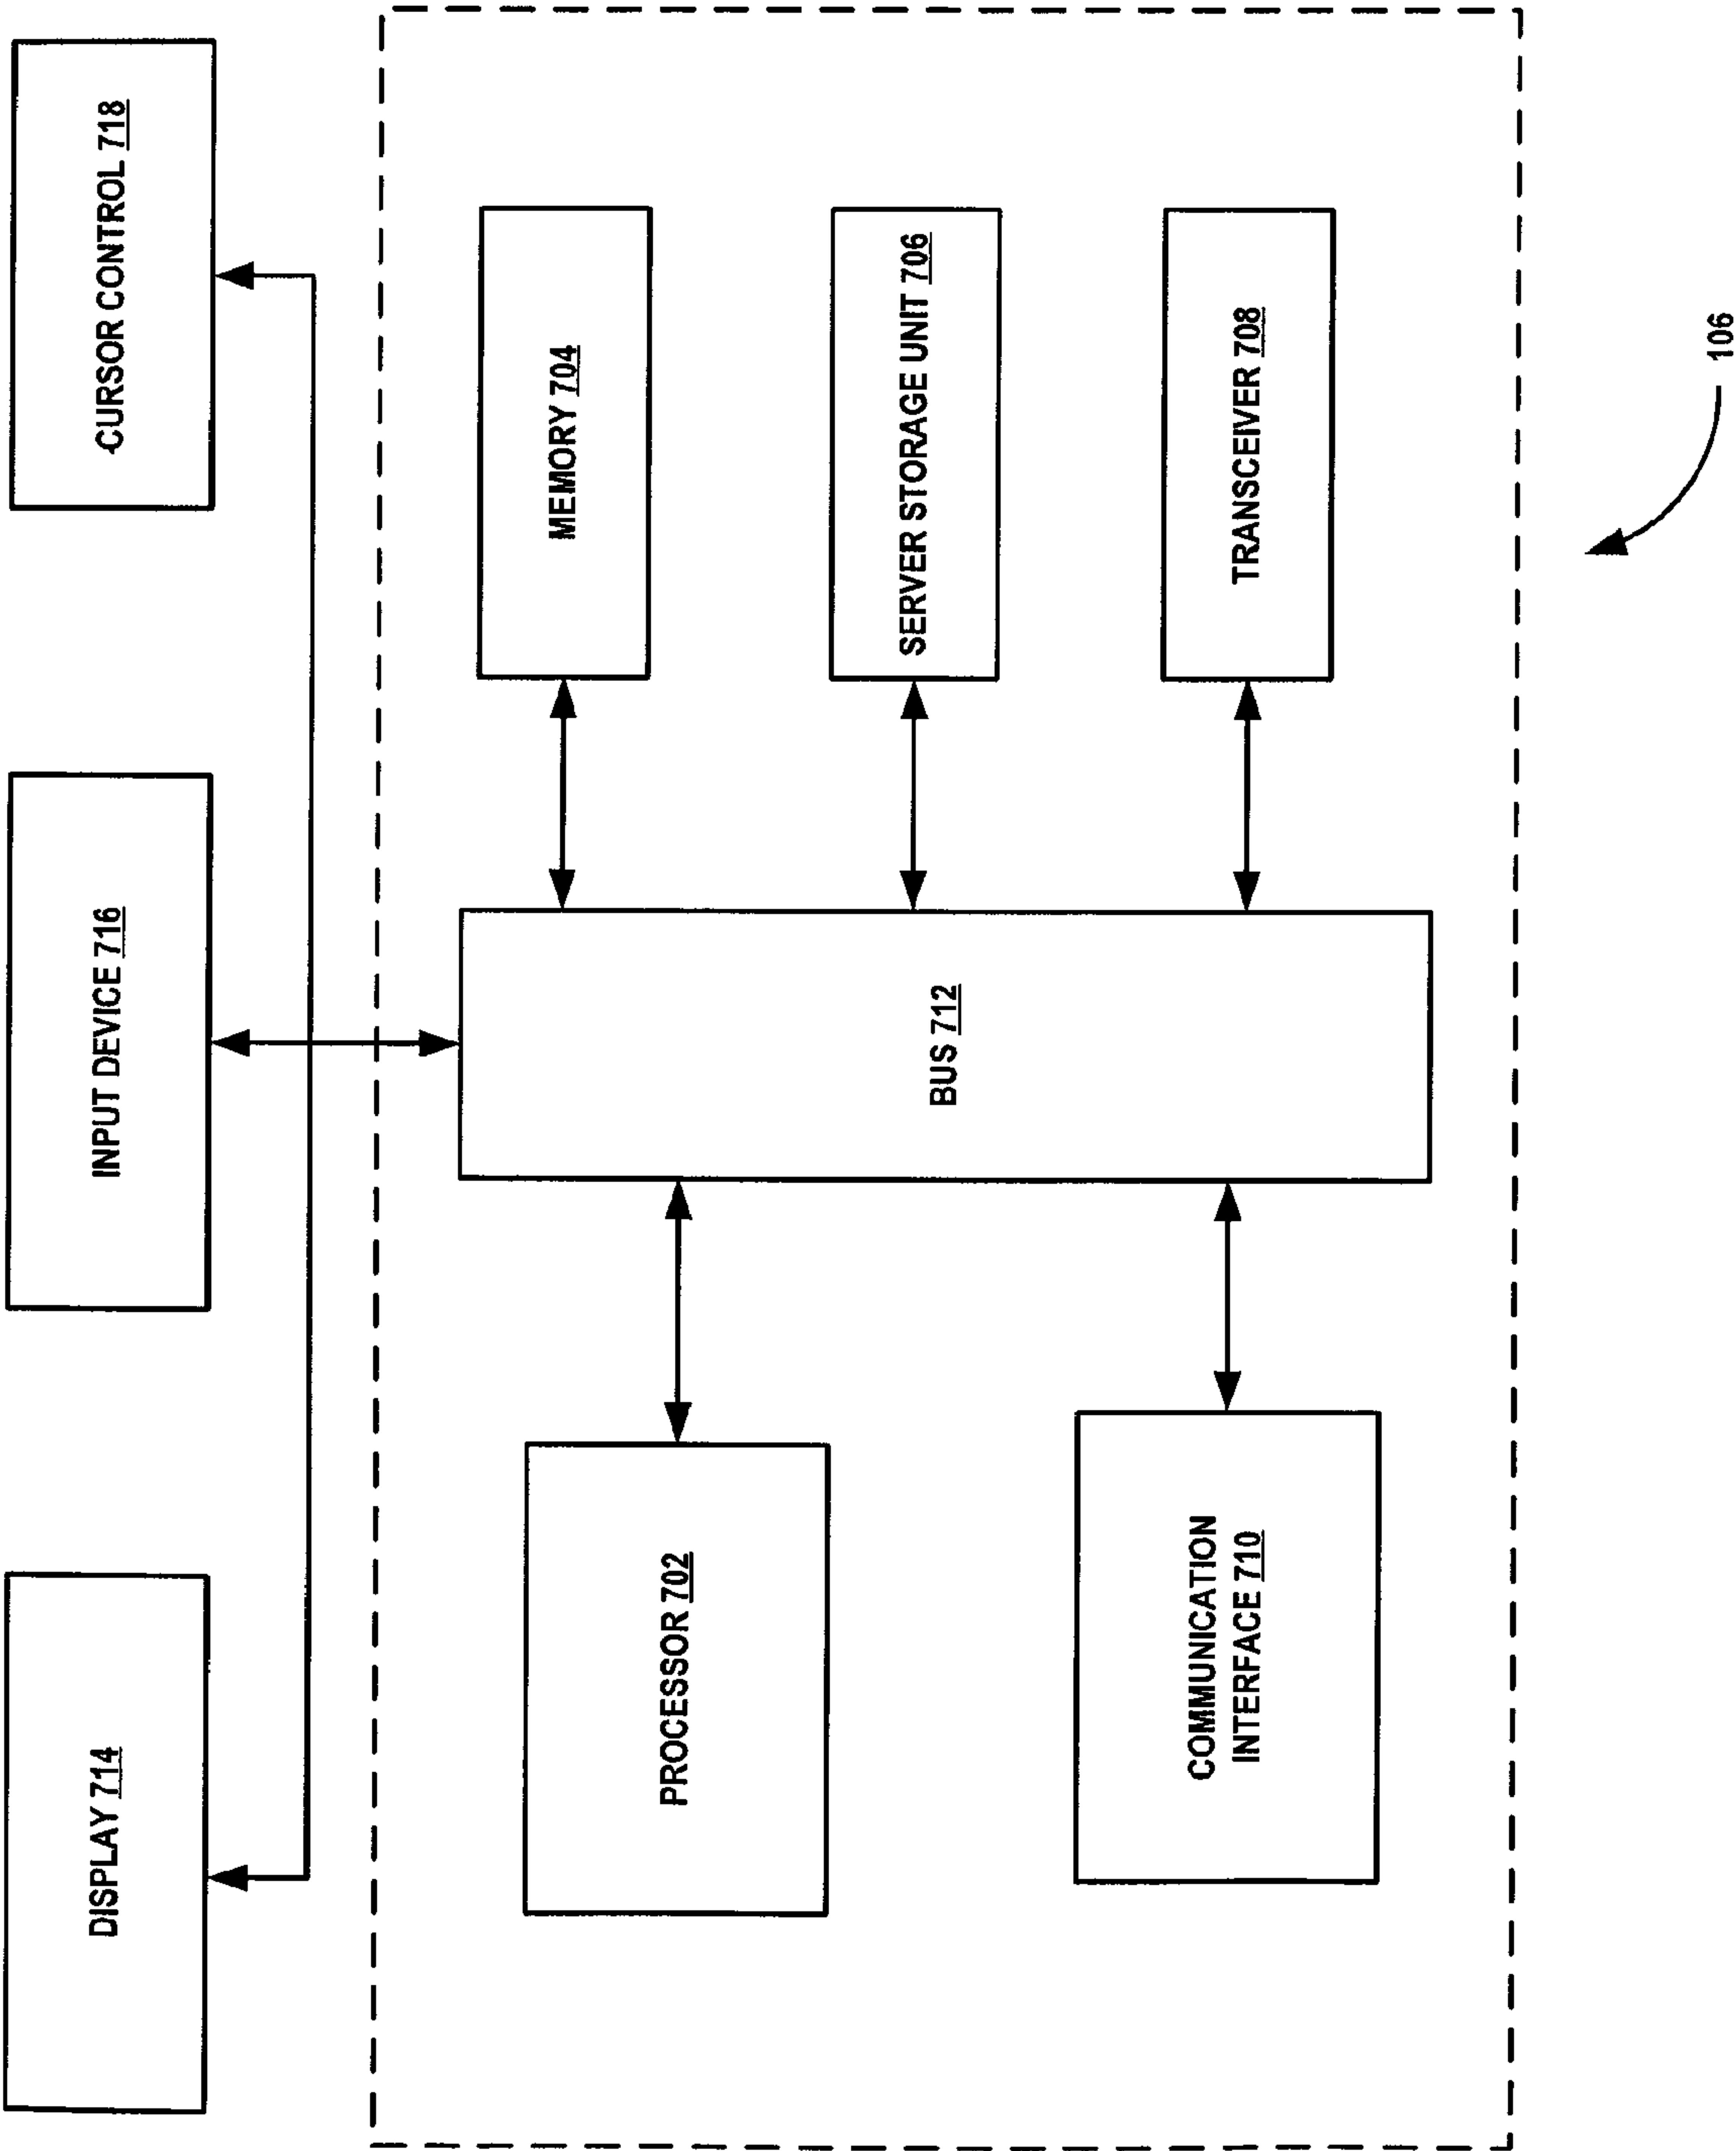 DISPLAY 714
INPUT DEVICE 716
CURSOR CONTROL 718
PROCESSOR 702
COMMUNICATION
INTERFACE 710
BUS 712
MEMORY 704
SERVER STORAGE UNIT 706
TRANSCEIVER 708
106